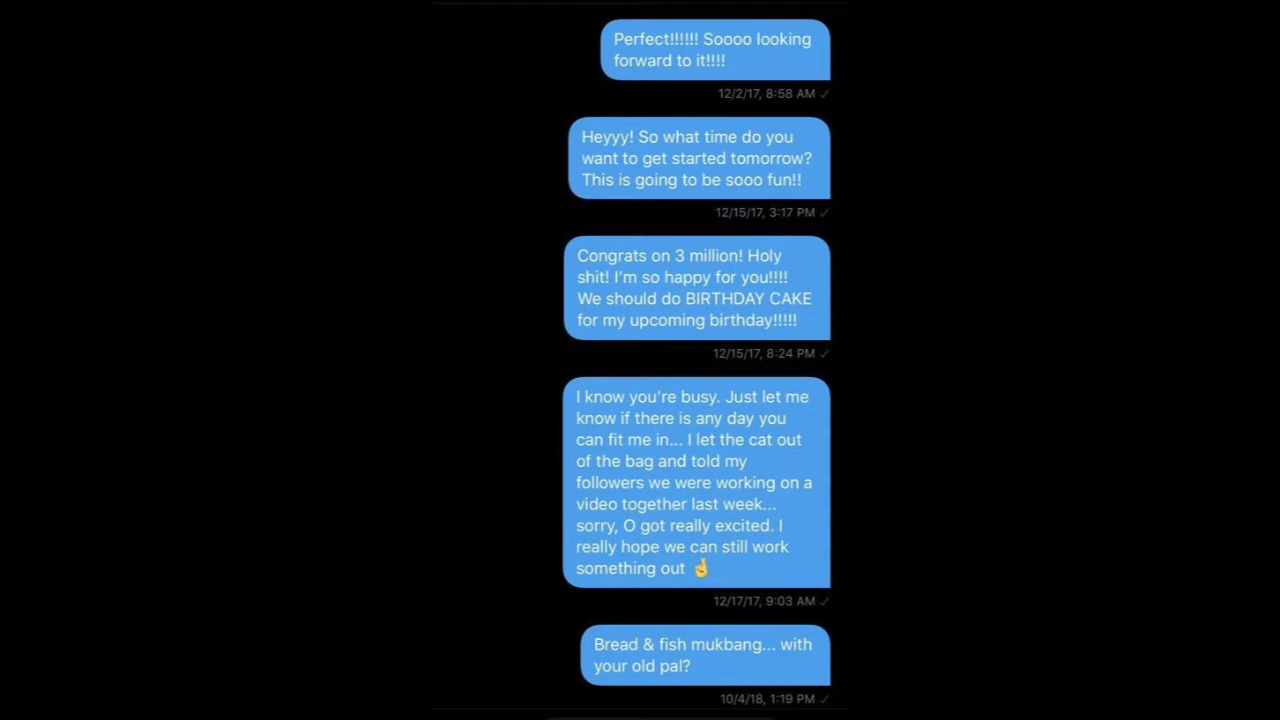 Perfect!!!!!! Soooo looking
forward to it!!!!
12/2/17, 8:58 AM ✓
Heyyy! So what time do you
want to get started tomorrow?
This is going to be sooo fun!!
12/15/17, 3:17 PM ✓
Congrats on 3 million! Holy
shit! I'm so happy for you!!!!
We should do BIRTHDAY CAKE
for my upcoming birthday!!!!!
12/15/17, 8:24 PM ✓
I know you're busy. Just let me
know if there is any day you
can fit me in... I let the cat out
of the bag and told my
followers we were working on a
video together last week...
sorry, O got really excited. I
really hope we can still work
something out 🤞
12/17/17, 9:03 AM ✓
Bread & fish mukbang... with
your old pal?
10/4/18, 1:19 PM ✓